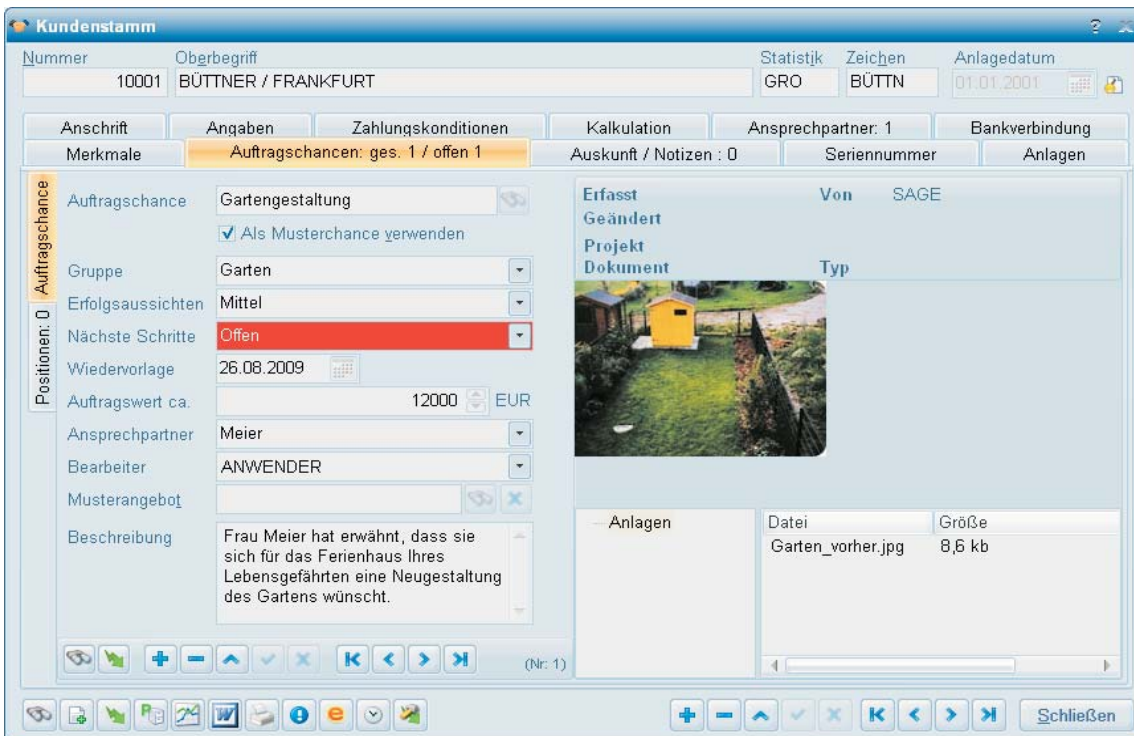 Kundenstamm
Nummer Oberbegriff Statistik Zeichen Anlagedatum
10001 BÜTTNER / FRANKFURT GRO BÜTTN 01.01.2001
Anschrift Angaben Zahlungskonditionen Kalkulation Ansprechpartner: 1 Bankverbindung
Merkmale Auftragschancen: ges. 1 / offen 1 Auskunft / Notizen : 0 Seriennummer Anlagen
Auftragschance
Positionen: 0
Auftragschance Gartengestaltung
Als Musterchance verwenden
Gruppe Garten
Erfolgsaussichten Mittel
Nächste Schritte Offen
Wiedervorlage 26.08.2009
Auftragswert ca. 12000 EUR
Ansprechpartner Meier
Bearbeiter ANWENDER
Musterangebot
Beschreibung Frau Meier hat erwähnt, dass sie
sich für das Ferienhaus Ihres
Lebensgefährten eine Neugestaltung
des Gartens wünscht.
(Nr: 1)
Erfasst Von SAGE
Geändert
Projekt
Dokument Typ
Anlagen
Datei Größe
Garten_vorher.jpg 8,6 kb
Schließen